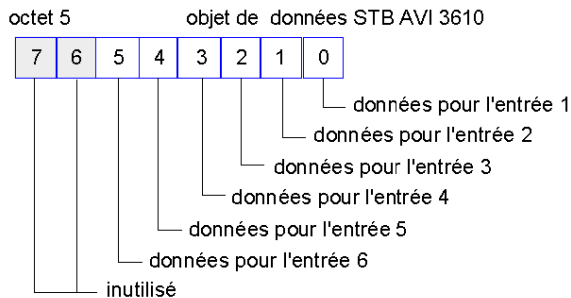 octet 5 objet de données STB AVI 3610
7 6 5 4 3 2 1 0
données pour l'entrée 1
données pour l'entrée 2
données pour l'entrée 3
données pour l'entrée 4
données pour l'entrée 5
données pour l'entrée 6
inutilisé